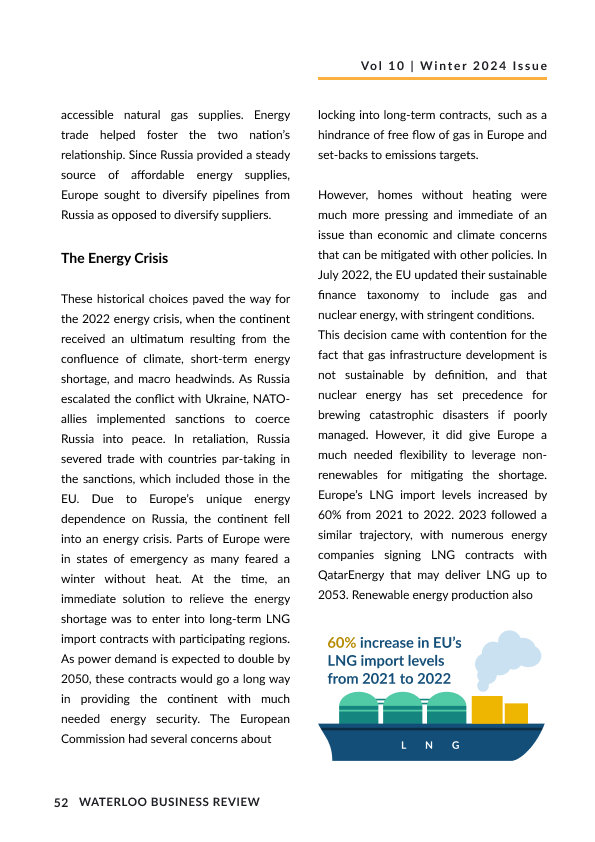 Vol 10 | Winter 2024 Issue
accessible natural gas supplies. Energy
trade helped foster the two nation's
relationship. Since Russia provided a steady
source of affordable energy supplies,
Europe sought to diversify pipelines from
Russia as opposed to diversify suppliers.
The Energy Crisis
These historical choices paved the way for
the 2022 energy crisis, when the continent
received an ultimatum resulting from the
confluence of climate, short-term energy
shortage, and macro headwinds. As Russia
escalated the conflict with Ukraine, NATO-
allies implemented sanctions to coerce
Russia into peace. In retaliation, Russia
severed trade with countries par-taking in
the sanctions, which included those in the
EU. Due to Europe's unique energy
dependence on Russia, the continent fell
into an energy crisis. Parts of Europe were
in states of emergency as many feared a
winter without heat. At the time, an
immediate solution to relieve the energy
shortage was to enter into long-term LNG
import contracts with participating regions.
As power demand is expected to double by
2050, these contracts would go a long way
in providing the continent with much
needed energy security. The European
Commission had several concerns about
locking into long-term contracts, such as a
hindrance of free flow of gas in Europe and
set-backs to emissions targets.
However, homes without heating were
much more pressing and immediate of an
issue than economic and climate concerns
that can be mitigated with other policies. In
July 2022, the EU updated their sustainable
finance taxonomy to include gas and
nuclear energy, with stringent conditions.
This decision came with contention for the
fact that gas infrastructure development is
not sustainable by definition, and that
nuclear energy has set precedence for
brewing catastrophic disasters if poorly
managed. However, it did give Europe a
much needed flexibility to leverage non-
renewables for mitigating the shortage.
Europe's LNG import levels increased by
60% from 2021 to 2022. 2023 followed a
similar trajectory, with numerous energy
companies signing LNG contracts with
QatarEnergy that may deliver LNG up to
2053. Renewable energy production also
60% increase in EU's
LNG import levels
from 2021 to 2022
L N G
52 WATERLOO BUSINESS REVIEW